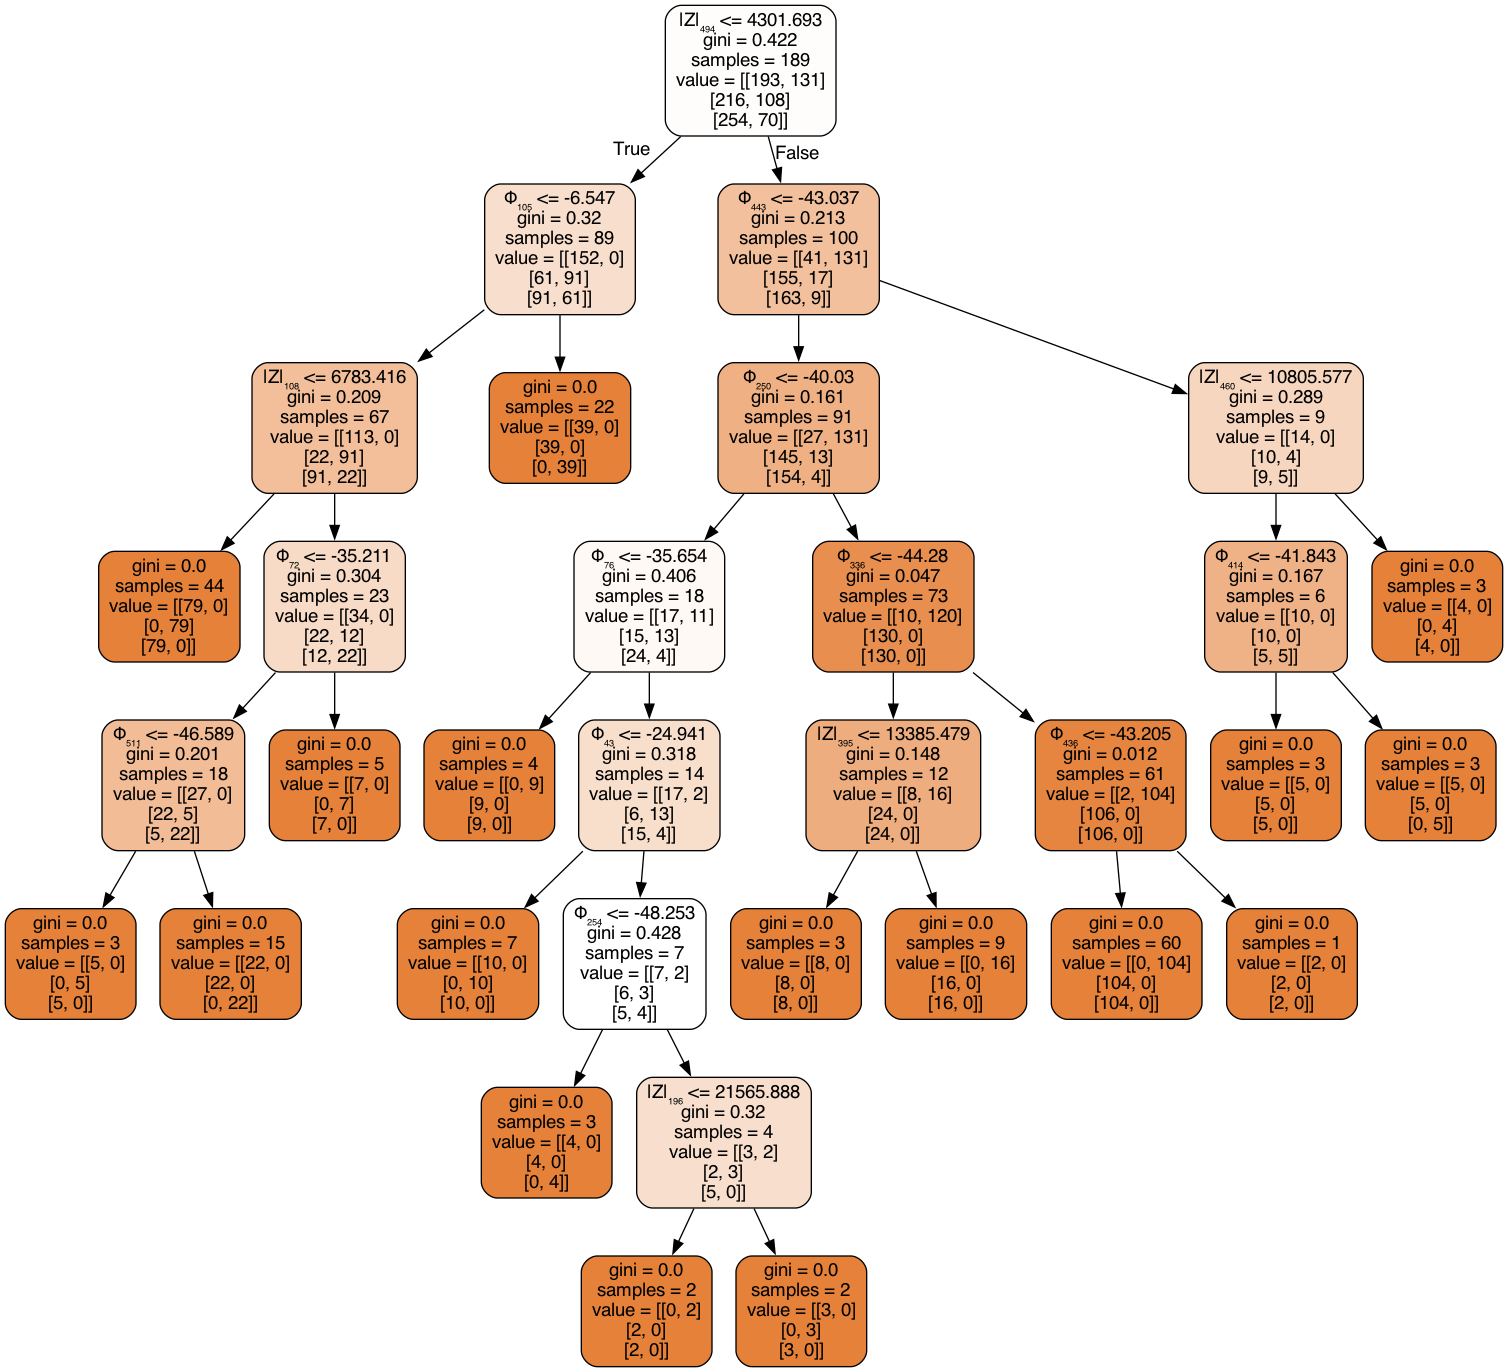 |Z|₄₉₄ <= 4301.693
gini = 0.422
samples = 189
value = [[193, 131]
[216, 108]
[254, 70]]
True
False
Φ₁₀₅ <= -6.547
gini = 0.32
samples = 89
value = [[152, 0]
[61, 91]
[91, 61]]
Φ₄₄₃ <= -43.037
gini = 0.213
samples = 100
value = [[41, 131]
[155, 17]
[163, 9]]
|Z|₁₀₈ <= 6783.416
gini = 0.209
samples = 67
value = [[113, 0]
[22, 91]
[91, 22]]
gini = 0.0
samples = 22
value = [[39, 0]
[39, 0]
[0, 39]]
Φ₂₅₀ <= -40.03
gini = 0.161
samples = 91
value = [[27, 131]
[145, 13]
[154, 4]]
|Z|₄₆₀ <= 10805.577
gini = 0.289
samples = 9
value = [[14, 0]
[10, 4]
[9, 5]]
gini = 0.0
samples = 44
value = [[79, 0]
[0, 79]
[79, 0]]
Φ₇₂ <= -35.211
gini = 0.304
samples = 23
value = [[34, 0]
[22, 12]
[12, 22]]
Φ₇₆ <= -35.654
gini = 0.406
samples = 18
value = [[17, 11]
[15, 13]
[24, 4]]
Φ₃₃₆ <= -44.28
gini = 0.047
samples = 73
value = [[10, 120]
[130, 0]
[130, 0]]
Φ₄₁₄ <= -41.843
gini = 0.167
samples = 6
value = [[10, 0]
[10, 0]
[5, 5]]
gini = 0.0
samples = 3
value = [[4, 0]
[0, 4]
[4, 0]]
Φ₅₁₁ <= -46.589
gini = 0.201
samples = 18
value = [[27, 0]
[22, 5]
[5, 22]]
gini = 0.0
samples = 5
value = [[7, 0]
[0, 7]
[7, 0]]
gini = 0.0
samples = 4
value = [[0, 9]
[9, 0]
[9, 0]]
Φ₄₃ <= -24.941
gini = 0.318
samples = 14
value = [[17, 2]
[6, 13]
[15, 4]]
|Z|₃₉₅ <= 13385.479
gini = 0.148
samples = 12
value = [[8, 16]
[24, 0]
[24, 0]]
Φ₄₃₆ <= -43.205
gini = 0.012
samples = 61
value = [[2, 104]
[106, 0]
[106, 0]]
gini = 0.0
samples = 3
value = [[5, 0]
[5, 0]
[5, 0]]
gini = 0.0
samples = 3
value = [[5, 0]
[5, 0]
[0, 5]]
gini = 0.0
samples = 3
value = [[5, 0]
[0, 5]
[5, 0]]
gini = 0.0
samples = 15
value = [[22, 0]
[22, 0]
[0, 22]]
gini = 0.0
samples = 7
value = [[10, 0]
[0, 10]
[10, 0]]
Φ₂₅₄ <= -48.253
gini = 0.428
samples = 7
value = [[7, 2]
[6, 3]
[5, 4]]
gini = 0.0
samples = 3
value = [[8, 0]
[8, 0]
[8, 0]]
gini = 0.0
samples = 9
value = [[0, 16]
[16, 0]
[16, 0]]
gini = 0.0
samples = 60
value = [[0, 104]
[104, 0]
[104, 0]]
gini = 0.0
samples = 1
value = [[2, 0]
[2, 0]
[2, 0]]
gini = 0.0
samples = 3
value = [[4, 0]
[4, 0]
[0, 4]]
|Z|₁₉₆ <= 21565.888
gini = 0.32
samples = 4
value = [[3, 2]
[2, 3]
[5, 0]]
gini = 0.0
samples = 2
value = [[0, 2]
[2, 0]
[2, 0]]
gini = 0.0
samples = 2
value = [[3, 0]
[0, 3]
[3, 0]]